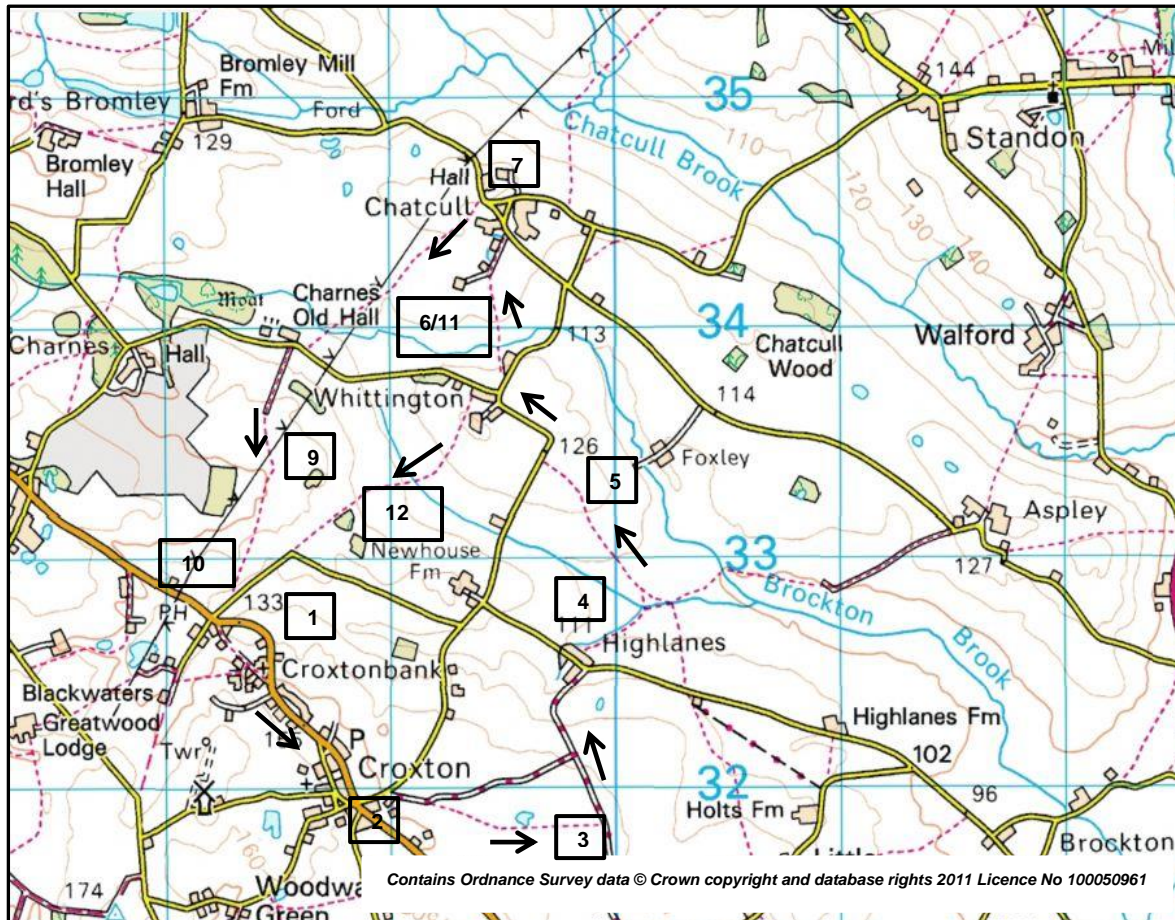 Bromley Mill
Fm
144
Mil
35
rd's Bromley
Ford
Chatcull Brook
110
Standon
129
Bromley
Hall
7
Hall
Chatcull
120
130
140
Moat
Charnes
Old Hall
6/11
34
113
Charnes
Hall
Chatcull
Wood
Walford
Whittington
114
126
9
5
Foxley
12
Aspley
Newhouse
Fm
33
10
127
PH
133
1
4
111
Brockton Brook
Highlanes
Croxtonbank
Blackwaters
Greatwood
Lodge
Highlanes Fm
Twr
P
102
Croxton
32
96
Holts Fm
2
3
Brockton
160
Little
174
Woodwa
Green
Contains Ordnance Survey data © Crown copyright and database rights 2011 Licence No 100050961